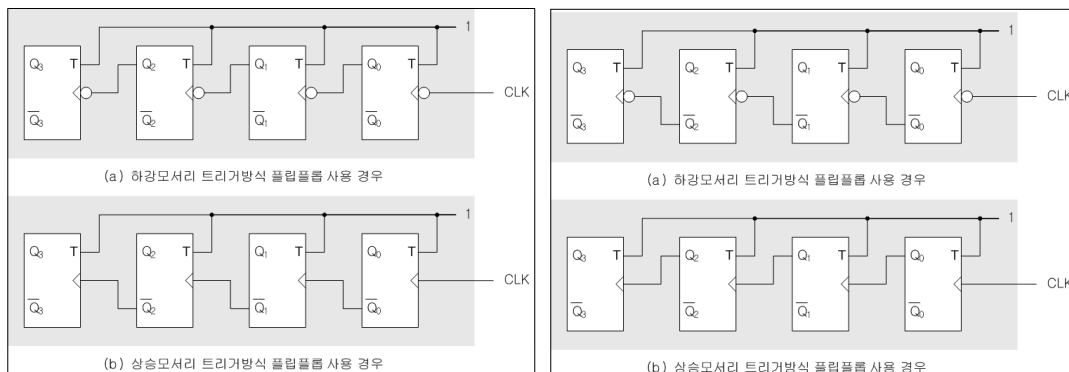 1
Q3 T Q2 T Q1 T Q0 T
CLK
Q̅3 Q̅2 Q̅1 Q̅0
(a) 하강모서리 트리거방식 플립플롭 사용 경우
1
Q3 T Q2 T Q1 T Q0 T
CLK
Q̅3 Q̅2 Q̅1 Q̅0
(b) 상승모서리 트리거방식 플립플롭 사용 경우
1
Q3 T Q2 T Q1 T Q0 T
CLK
Q̅3 Q̅2 Q̅1 Q̅0
(a) 하강모서리 트리거방식 플립플롭 사용 경우
1
Q3 T Q2 T Q1 T Q0 T
CLK
Q̅3 Q̅2 Q̅1 Q̅0
(b) 상승모서리 트리거방식 플립플롭 사용 경우